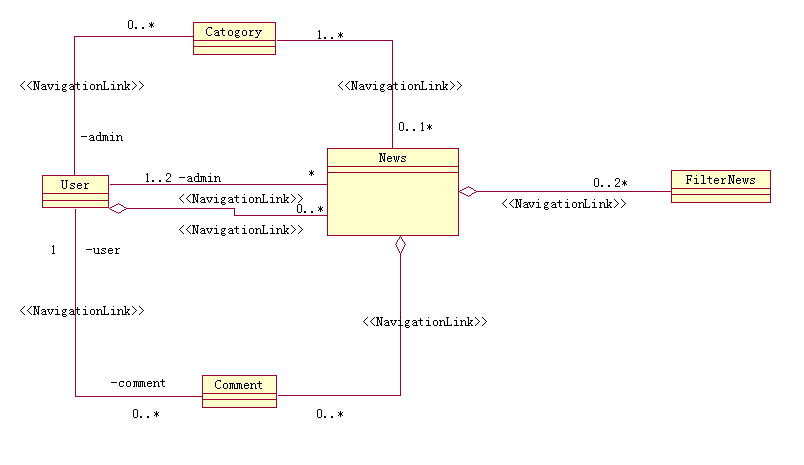 0..*
Catogory
1..*
<<NavigationLink>>
<<NavigationLink>>
0..1*
-admin
News
1..2 -admin
*
User
<<NavigationLink>>
0..*
<<NavigationLink>>
0..2*
FilterNews
<<NavigationLink>>
1
-user
<<NavigationLink>>
<<NavigationLink>>
-comment
Comment
0..*
0..*